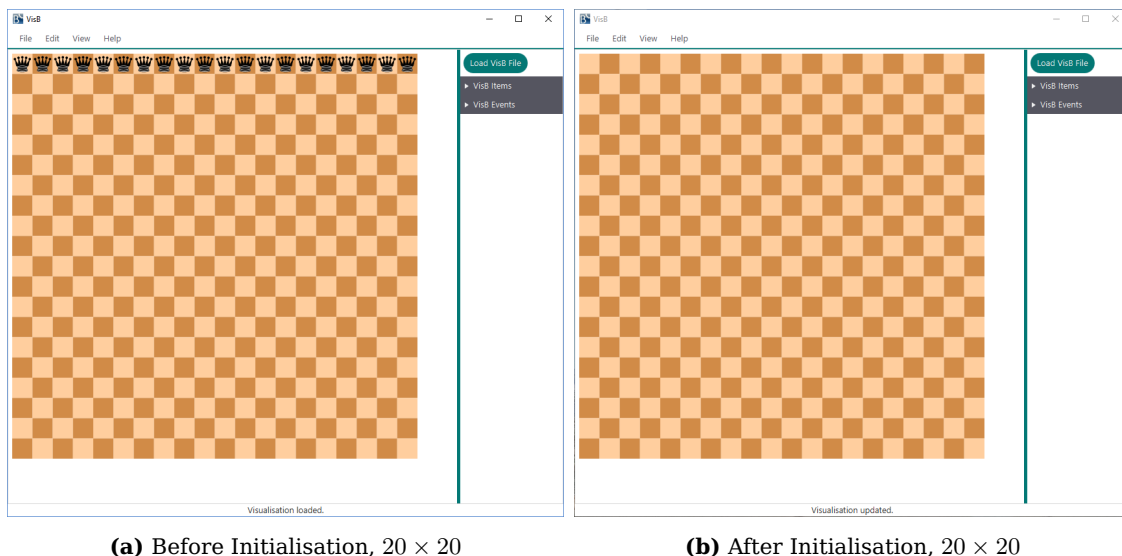 VisB
File Edit View Help
Load VisB File
VisB Items
VisB Events
Visualisation loaded.
(a) Before Initialisation, 20 × 20
VisB
File Edit View Help
Load VisB File
VisB Items
VisB Events
Visualisation updated.
(b) After Initialisation, 20 × 20